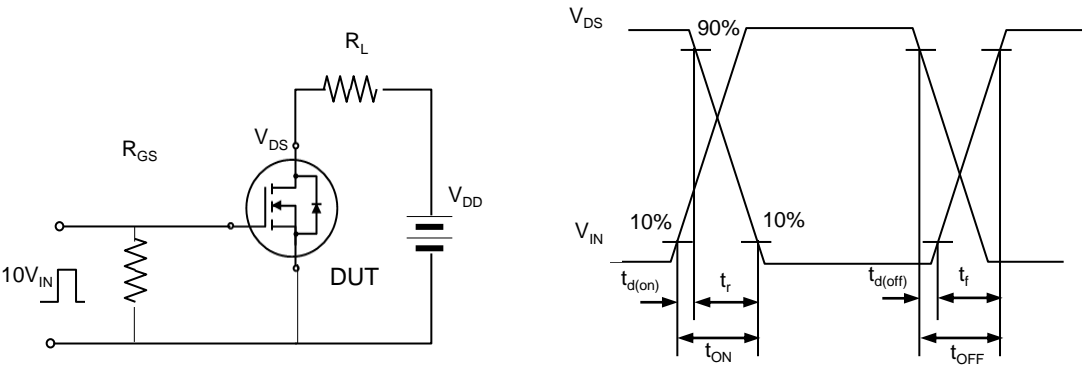 R_L
V_DS
R_GS
V_DD
10V_IN
DUT
V_DS
90%
10%
10%
V_IN
t_d(on)
t_r
t_d(off)
t_f
t_ON
t_OFF